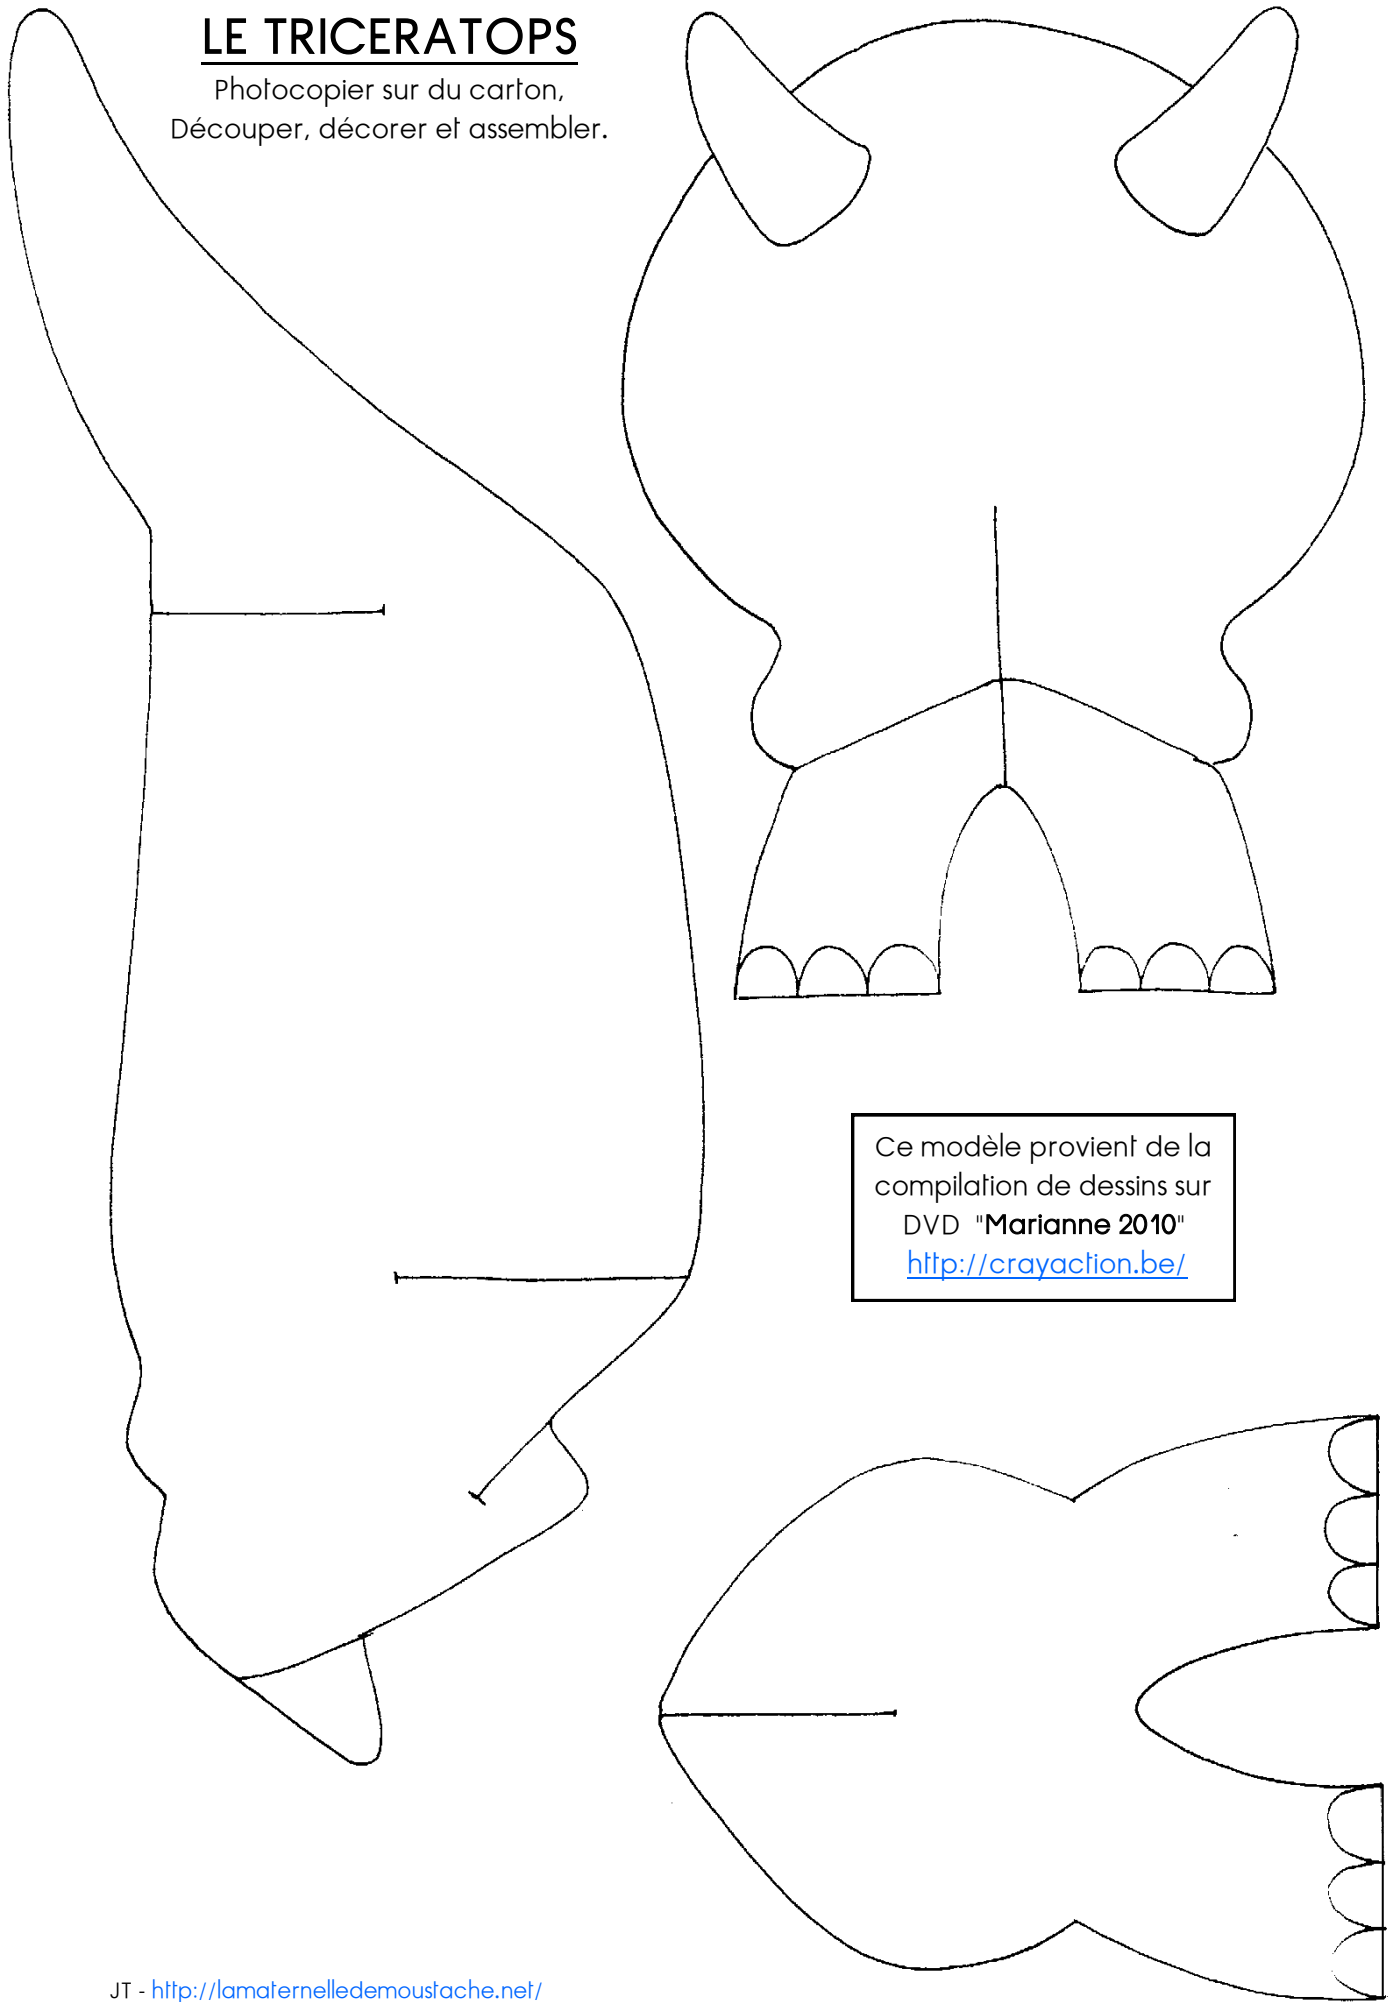 LE TRICERATOPS
Photocopier sur du carton,
Découper, décorer et assembler.
Ce modèle provient de la
compilation de dessins sur
DVD "Marianne 2010"
http://crayaction.be/
JT - http://lamaternelledemoustache.net/